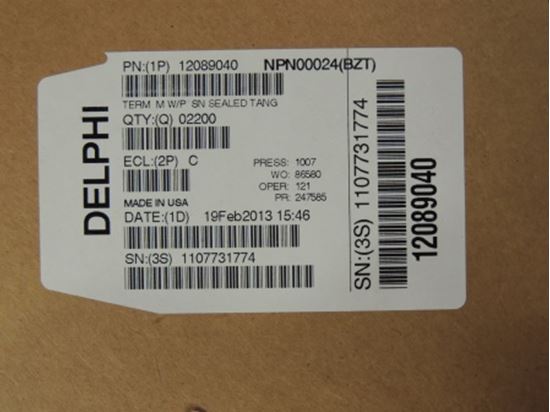 DELPHI
PN:(1P) 12089040 NPN00024(BZT)
TERM M W/P SN SEALED TANG
QTY:(Q) 02200
ECL:(2P) C
PRESS: 1007
WO: 86580
OPER: 121
PR: 247585
MADE IN USA
DATE:(1D) 19Feb2013 15:46
SN:(3S) 1107731774
SN:(3S) 1107731774
12089040